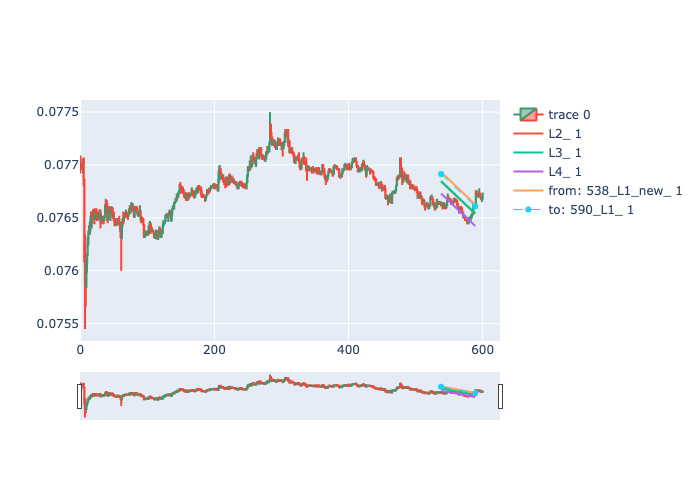 0.0775
0.077
0.0765
0.076
0.0755
0
200
400
600
trace 0
L2_ 1
L3_ 1
L4_ 1
from: 538_L1_new_ 1
to: 590_L1_ 1